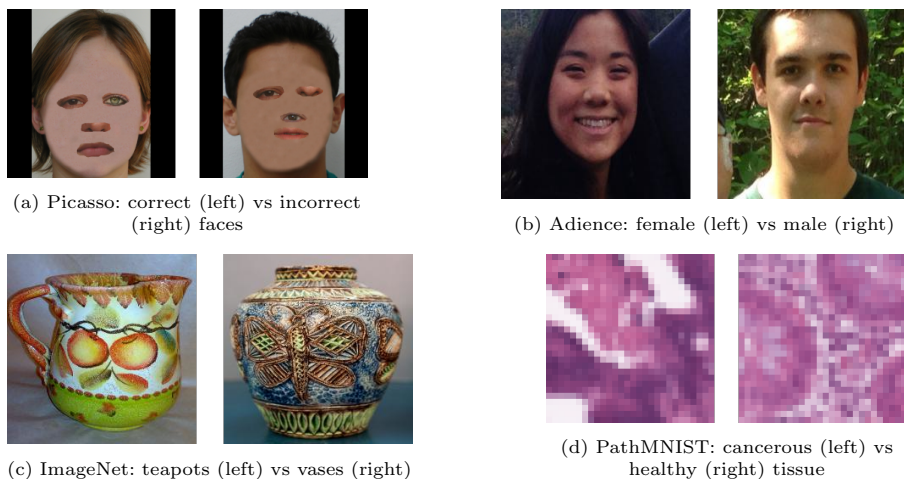 (a) Picasso: correct (left) vs incorrect
(right) faces
(b) Adience: female (left) vs male (right)
(c) ImageNet: teapots (left) vs vases (right)
(d) PathMNIST: cancerous (left) vs
healthy (right) tissue